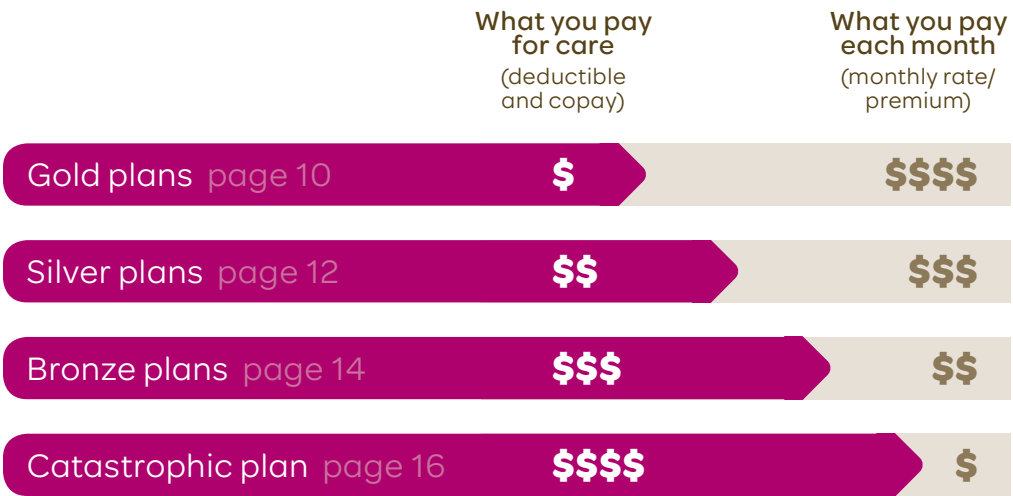 What you pay
for care
(deductible
and copay)
What you pay
each month
(monthly rate/
premium)
Gold plans page 10 $ $$$$
Silver plans page 12 $$ $$$
Bronze plans page 14 $$$ $$
Catastrophic plan page 16 $$$$ $